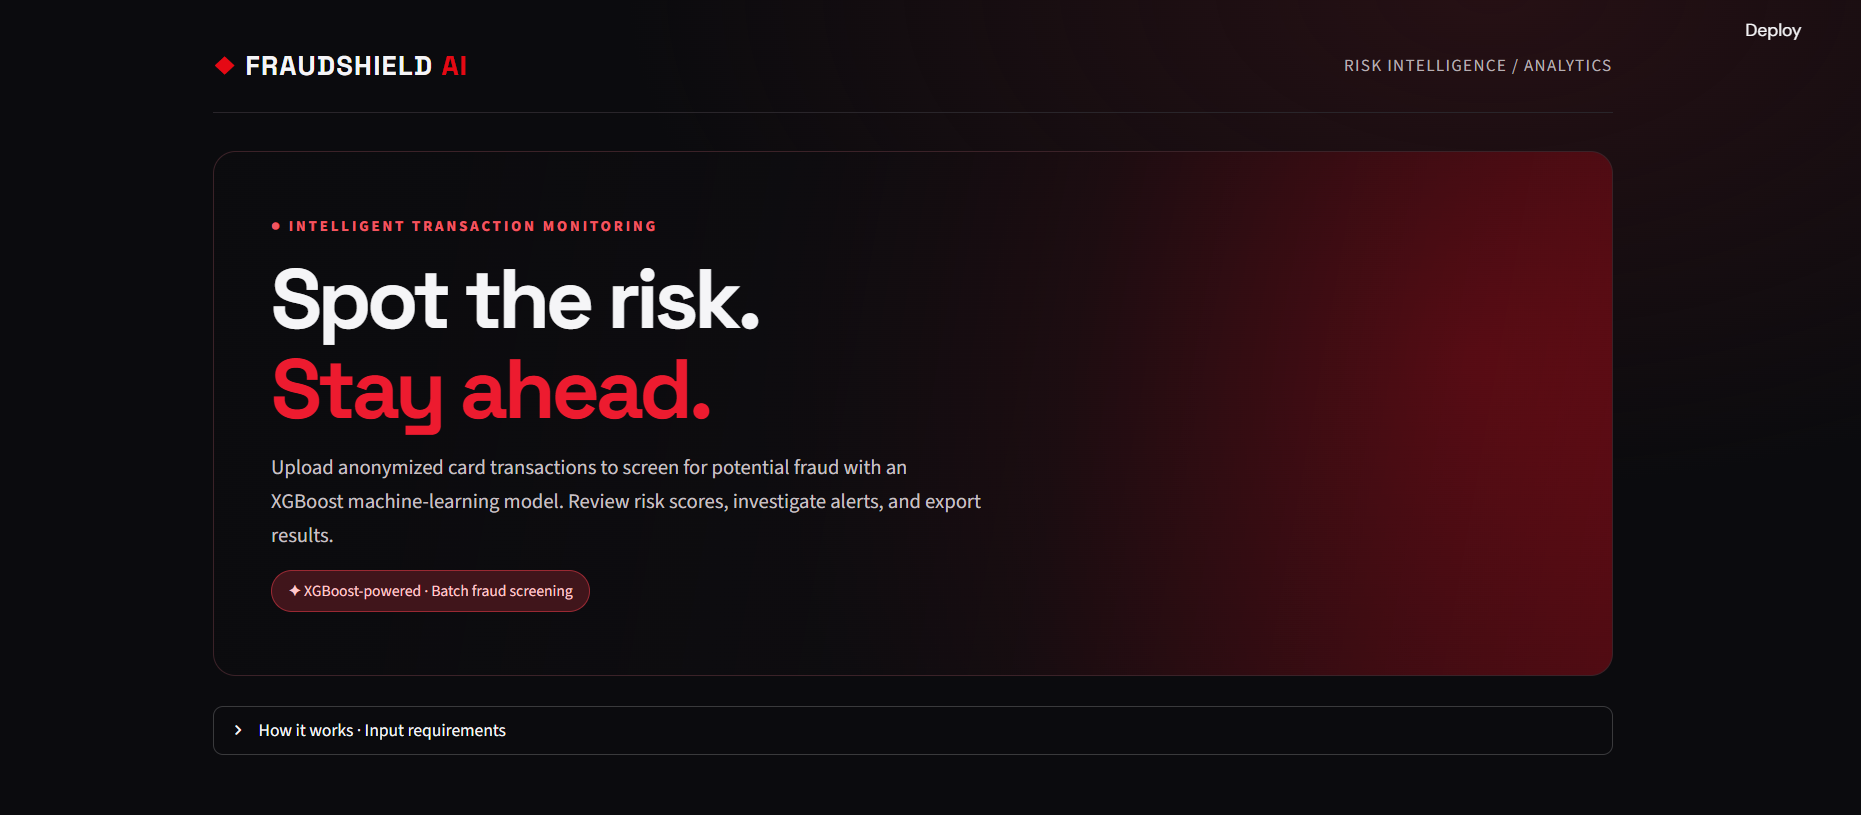 Deploy
FRAUDSHIELD AI
RISK INTELLIGENCE / ANALYTICS
INTELLIGENT TRANSACTION MONITORING
Spot the risk.
Stay ahead.
Upload anonymized card transactions to screen for potential fraud with an
XGBoost machine-learning model. Review risk scores, investigate alerts, and export
results.
✦ XGBoost-powered · Batch fraud screening
How it works · Input requirements